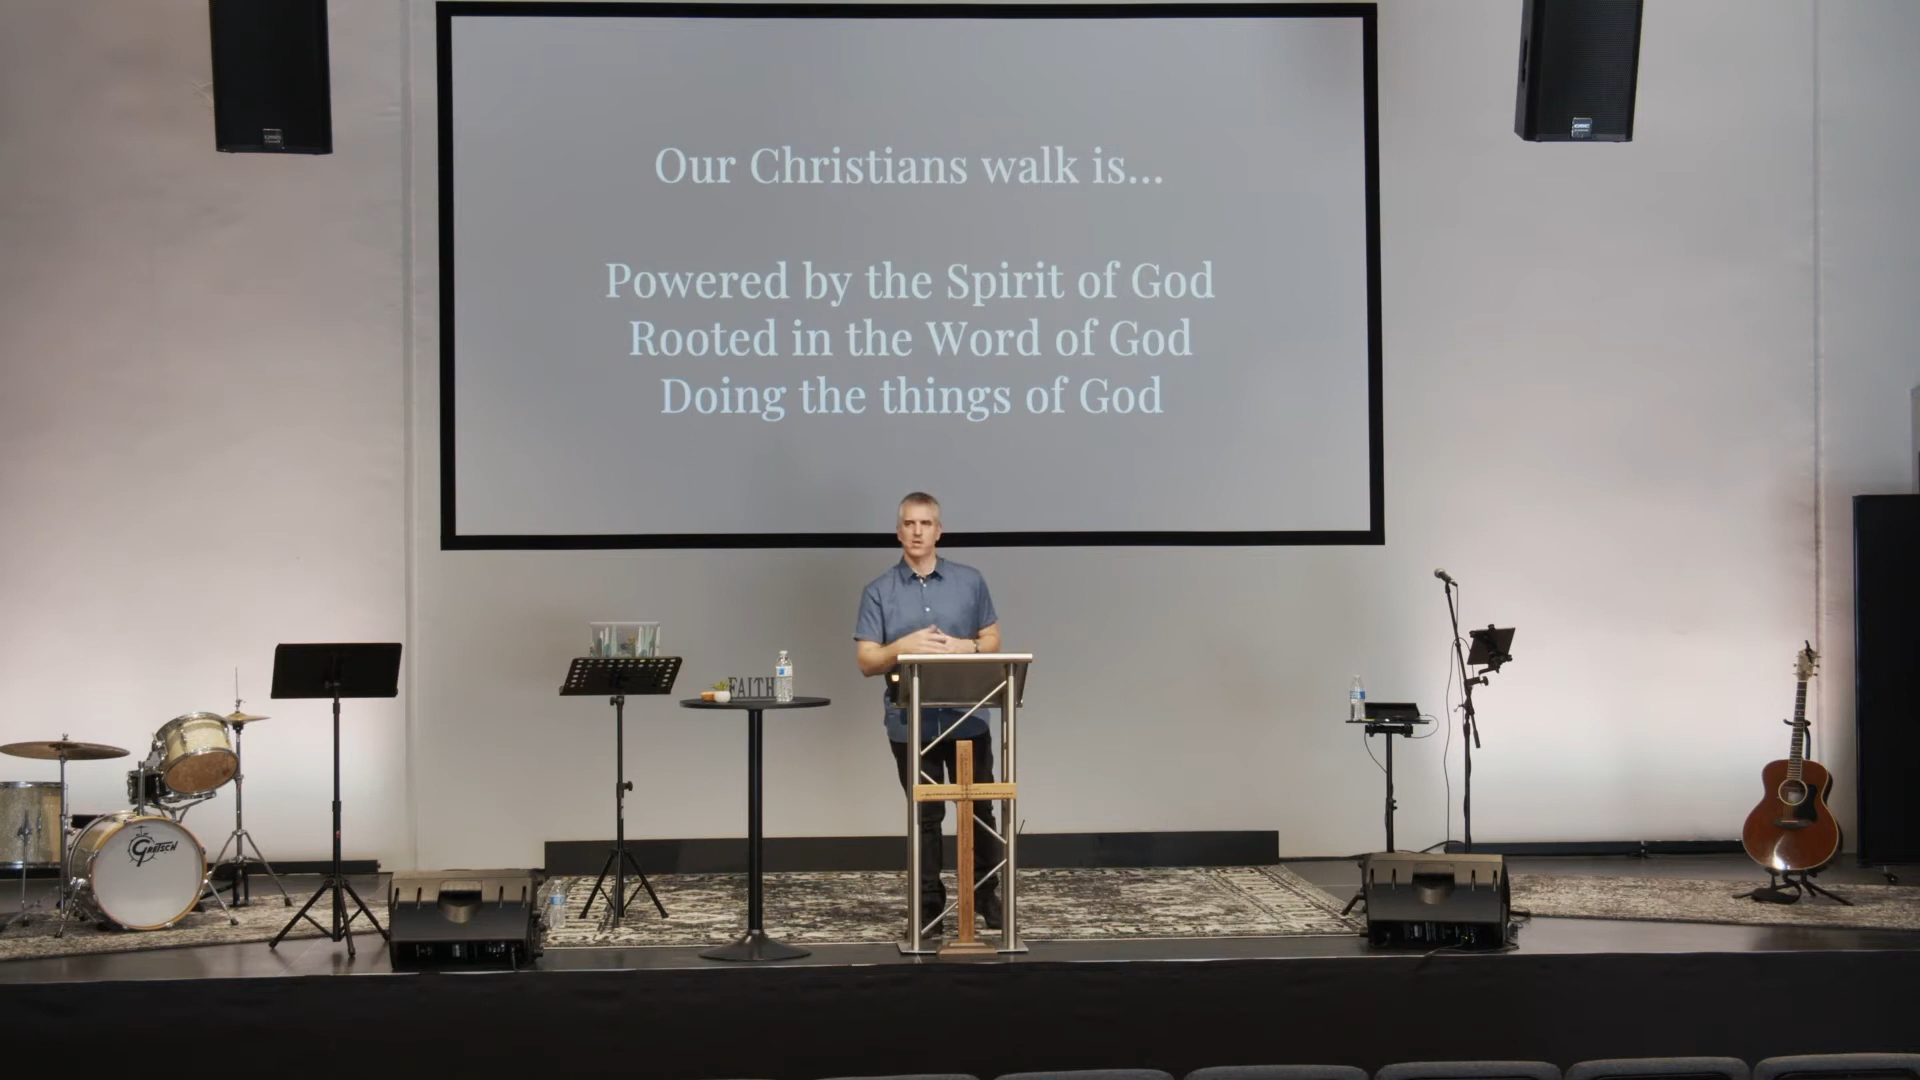 Our Christians walk is...
Powered by the Spirit of God
Rooted in the Word of God
Doing the things of God
FAITH
GRETSCH